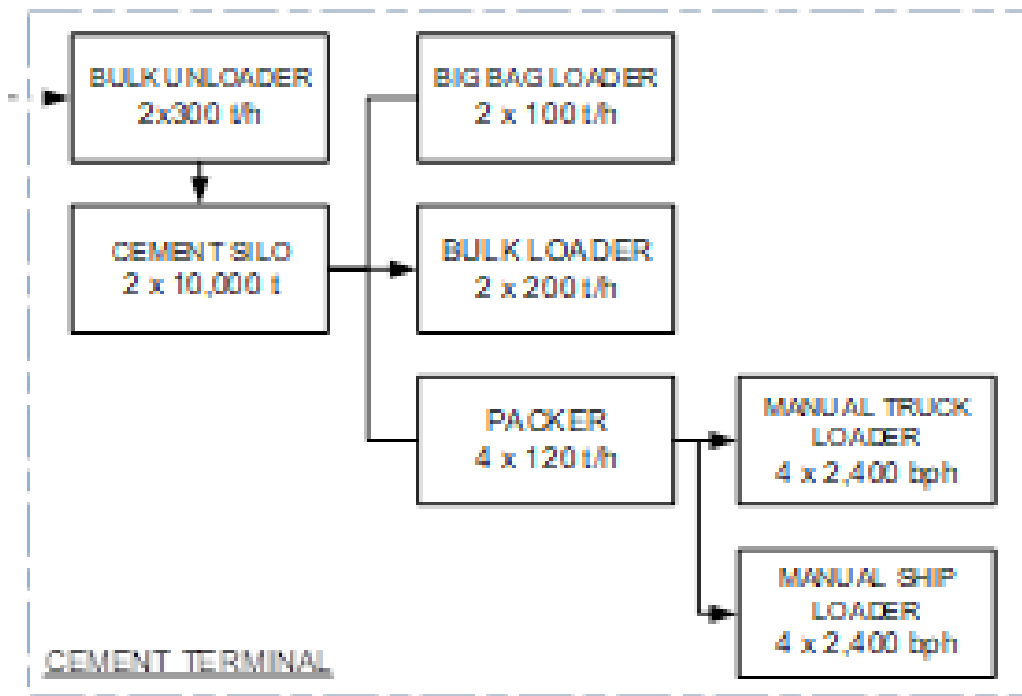 BULK UNLOADER
2x300 t/h
BIG BAG LOADER
2 x 100 t/h
CEMENT SILO
2 x 10,000 t
BULK LOADER
2 x 200 t/h
PACKER
4 x 120 t/h
MANUAL TRUCK
LOADER
4 x 2,400 bph
MANUAL SHIP
LOADER
4 x 2,400 bph
CEMENT TERMINAL